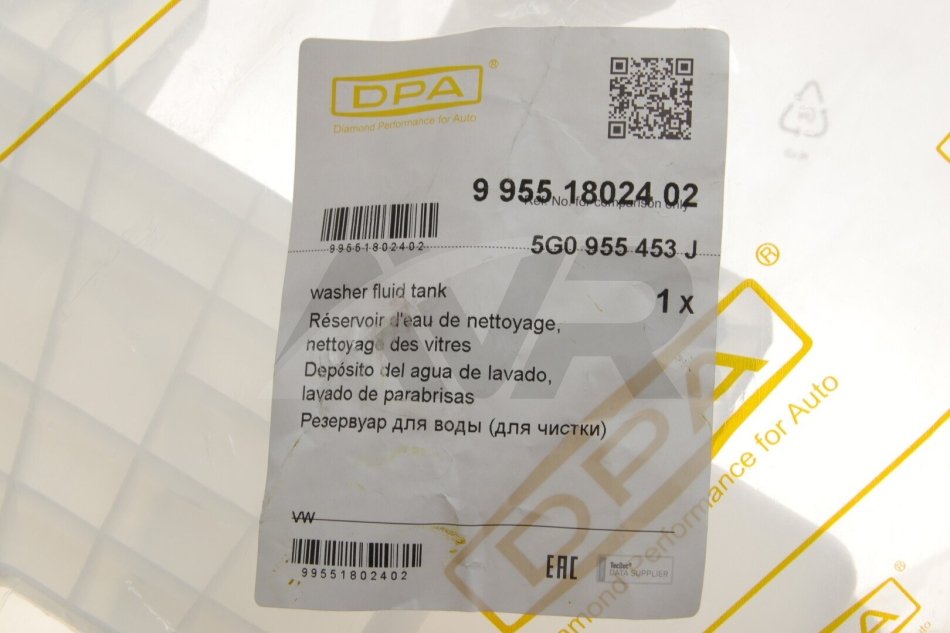 DPA ®
Diamond Performance for Auto
9 955 18024 02
Ref. No. for comparison only
99551802402
5G0 955 453 J
washer fluid tank
1 x
Réservoir d'eau de nettoyage,
nettoyage des vitres
Depósito del agua de lavado,
lavado de parabrisas
Резервуар для воды (для чистки)
VW
99551802402
EAC
TecDoc®
DATA SUPPLIER
AVR
DPA ®
Diamond Performance for Auto
DPA ®